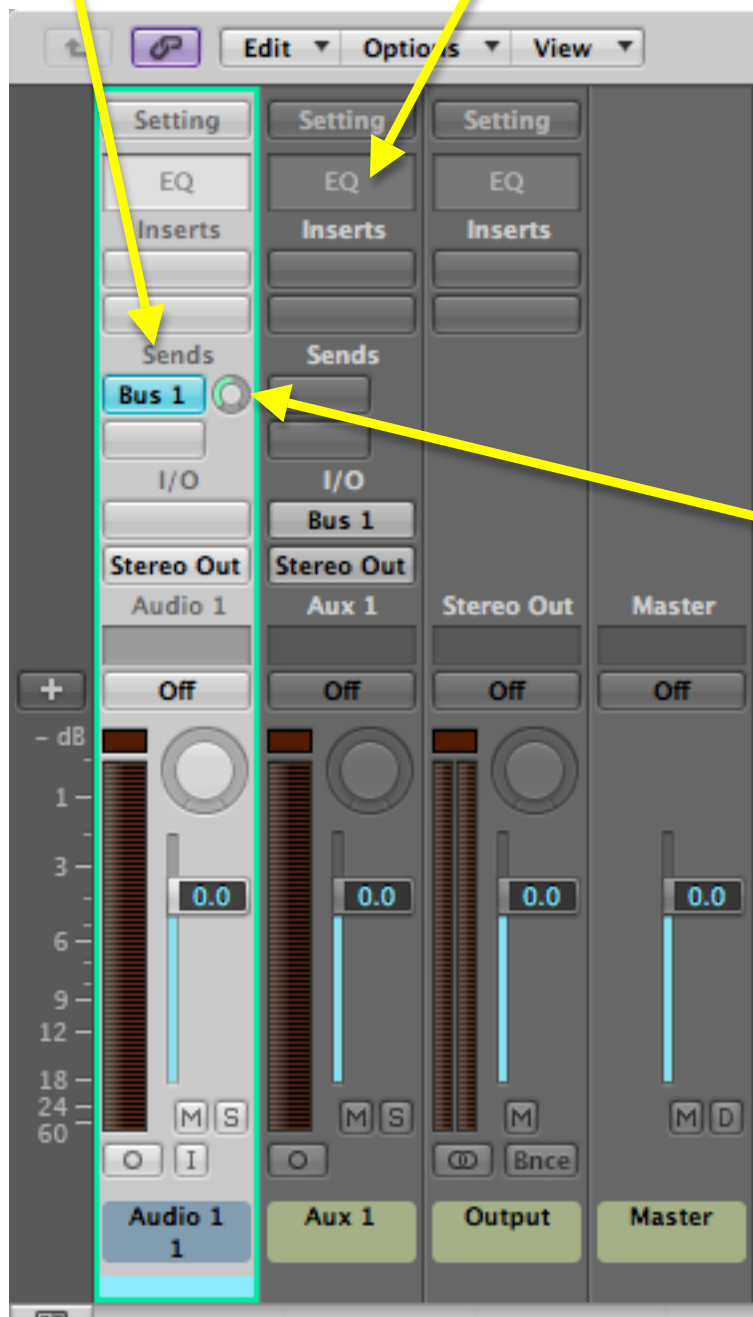 Edit Options View
Setting Setting Setting
EQ EQ EQ
Inserts Inserts Inserts
Sends Sends
Bus 1
I/O I/O
Bus 1
Stereo Out Stereo Out
Audio 1 Aux 1 Stereo Out Master
+ Off Off Off Off
- dB
1
3
0.0 0.0 0.0 0.0
6
9
12
18
24 M S M S M M D
60
I Bnce
Audio 1 Aux 1 Output Master
1